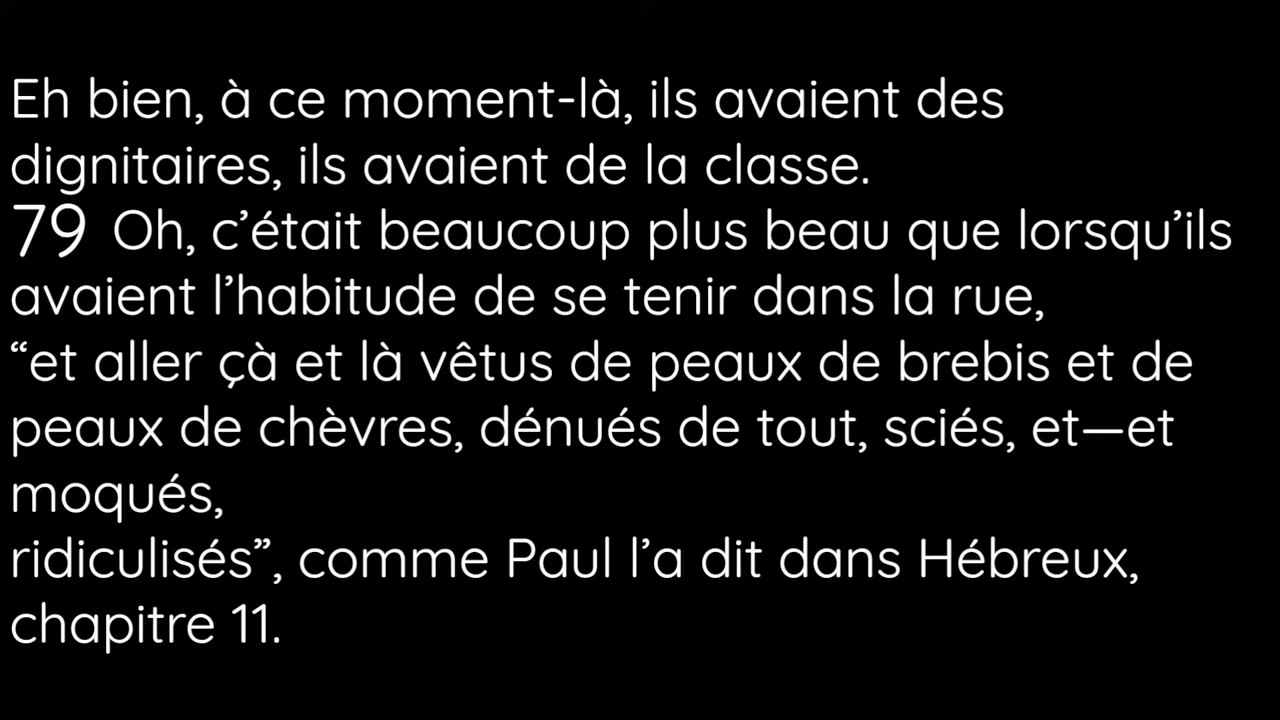 Eh bien, à ce moment-là, ils avaient des
dignitaires, ils avaient de la classe.
79 Oh, c’était beaucoup plus beau que lorsqu’ils
avaient l’habitude de se tenir dans la rue,
“et aller çà et là vêtus de peaux de brebis et de
peaux de chèvres, dénués de tout, sciés, et—et
moqués,
ridiculisés”, comme Paul l’a dit dans Hébreux,
chapitre 11.